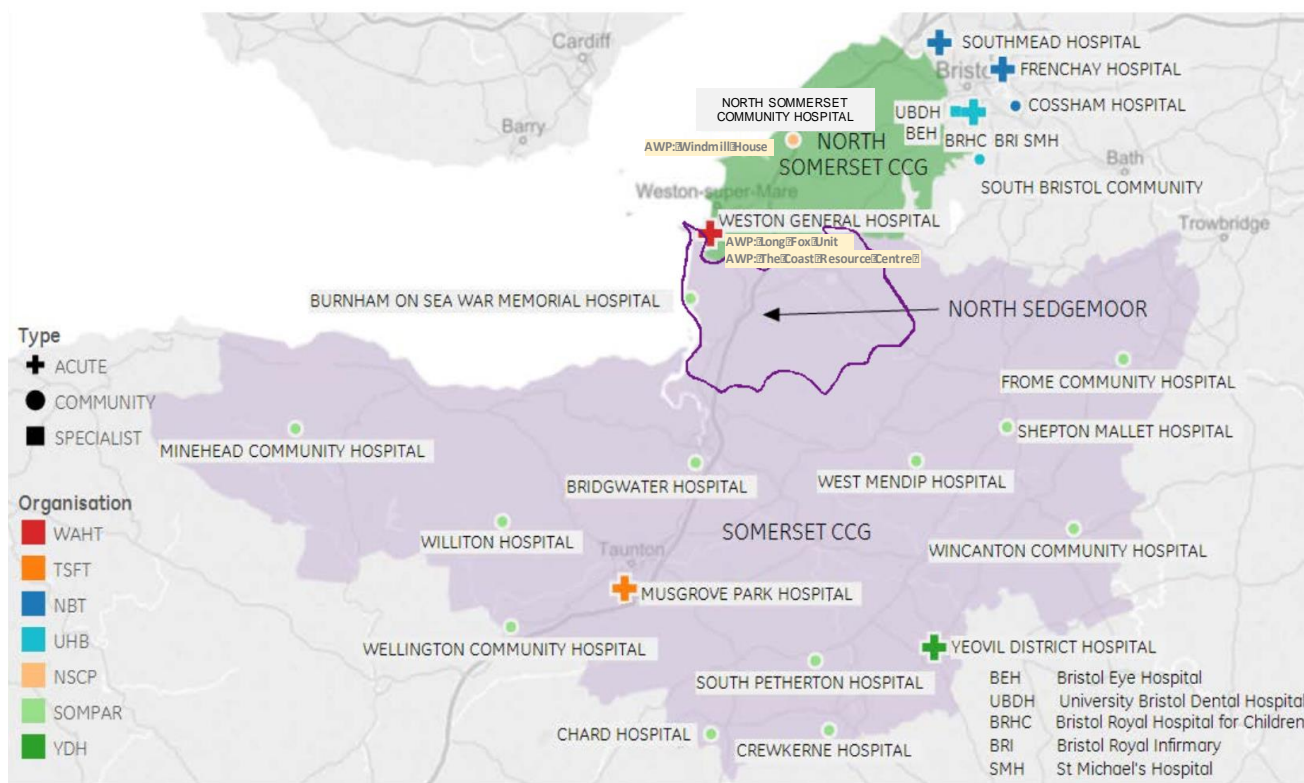 Cardiff
Barry
SOUTHMEAD HOSPITAL
FRENCHAY HOSPITAL
COSSHAM HOSPITAL
UBDH
BEH
BRHC BRI SMH
Bath
SOUTH BRISTOL COMMUNITY
Trowbridge
NORTH SOMMERSET
COMMUNITY HOSPITAL
AWP: Windmill House
NORTH
SOMERSET CCG
Weston-super-Mare
WESTON GENERAL HOSPITAL
AWP: Long Fox Unit
AWP: The Coast Resource Centre
BURNHAM ON SEA WAR MEMORIAL HOSPITAL
NORTH SEDGEMOOR
FROME COMMUNITY HOSPITAL
SHEPTON MALLET HOSPITAL
MINEHEAD COMMUNITY HOSPITAL
BRIDGWATER HOSPITAL
WEST MENDIP HOSPITAL
SOMERSET CCG
WILLITON HOSPITAL
Taunton
WINCANTON COMMUNITY HOSPITAL
MUSGROVE PARK HOSPITAL
WELLINGTON COMMUNITY HOSPITAL
YEOVIL DISTRICT HOSPITAL
SOUTH PETHERTON HOSPITAL
CHARD HOSPITAL
CREWKERNE HOSPITAL
Type
ACUTE
COMMUNITY
SPECIALIST
Organisation
WAHT
TSFT
NBT
UHB
NSCP
SOMPAR
YDH
BEH Bristol Eye Hospital
UBDH University Bristol Dental Hospital
BRHC Bristol Royal Hospital for Children
BRI Bristol Royal Infirmary
SMH St Michael's Hospital